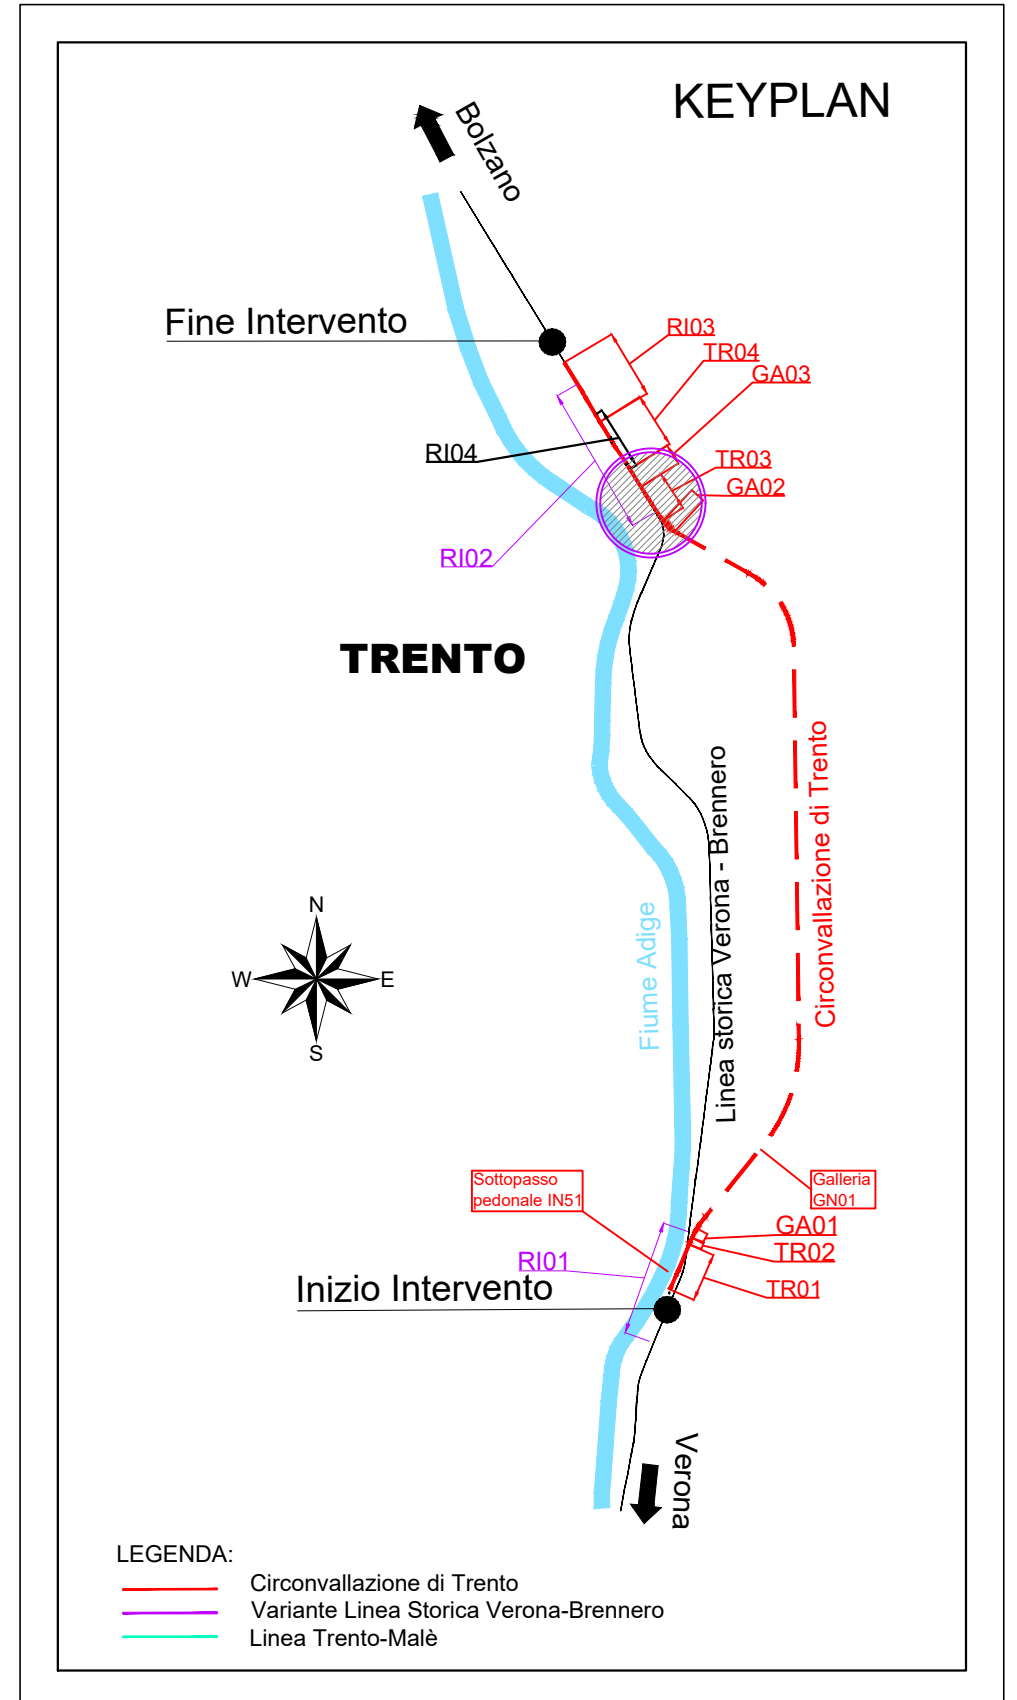 KEYPLAN
Bolzano
Fine Intervento
RI03
TR04
GA03
RI04
TR03
GA02
RI02
TRENTO
Circonvallazione di Trento
Linea storica Verona - Brennero
Fiume Adige
N
W
E
S
Sottopasso
pedonale IN51
Galleria
GN01
GA01
TR02
RI01
TR01
Inizio Intervento
Verona
LEGENDA:
Circonvallazione di Trento
Variante Linea Storica Verona-Brennero
Linea Trento-Malè